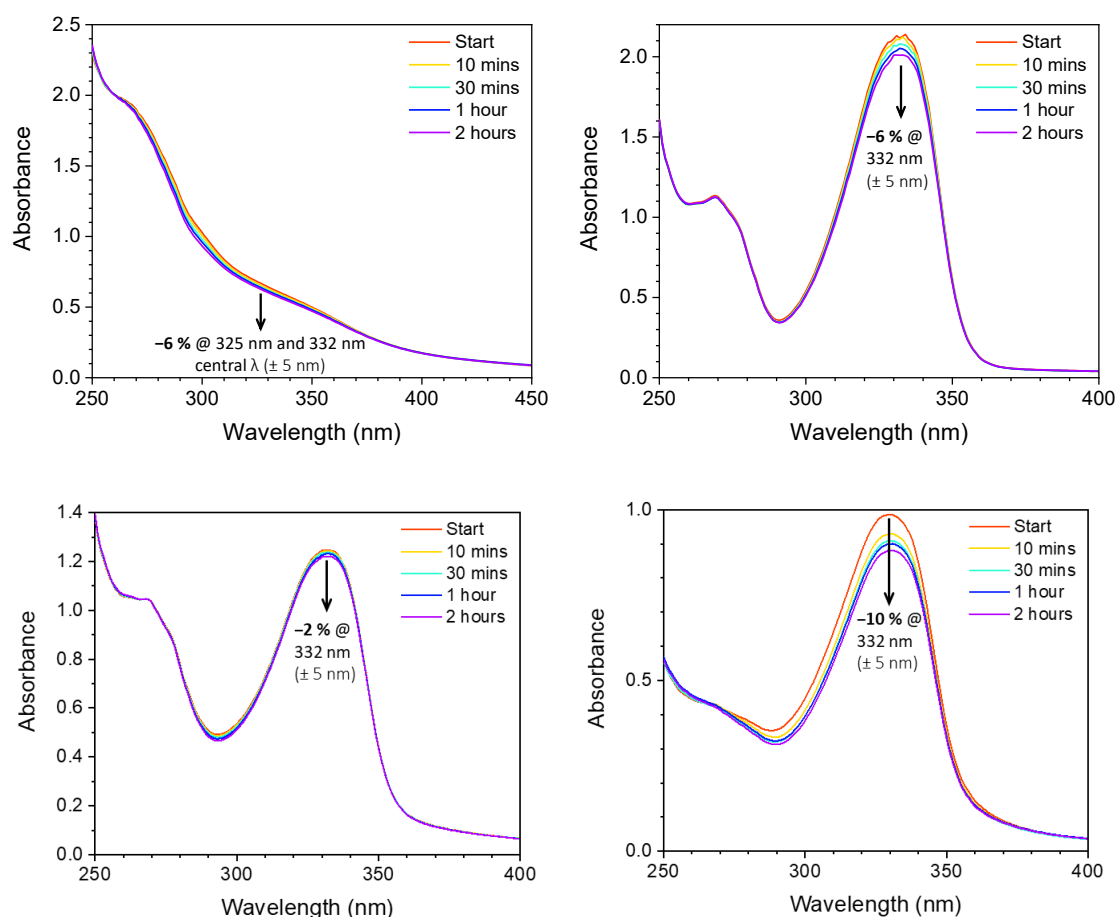 2.5
2.0
1.5
1.0
0.5
0.0
Absorbance
250
300
350
400
450
Wavelength (nm)
Start
10 mins
30 mins
1 hour
2 hours
−6 % @ 325 nm and 332 nm
central λ (± 5 nm)
2.0
1.5
1.0
0.5
0.0
Absorbance
250
300
350
400
Wavelength (nm)
Start
10 mins
30 mins
1 hour
2 hours
−6 % @
332 nm
(± 5 nm)
1.4
1.2
1.0
0.8
0.6
0.4
0.2
0.0
Absorbance
250
300
350
400
Wavelength (nm)
Start
10 mins
30 mins
1 hour
2 hours
−2 % @
332 nm
(± 5 nm)
1.0
0.5
0.0
Absorbance
250
300
350
400
Wavelength (nm)
Start
10 mins
30 mins
1 hour
2 hours
−10 % @
332 nm
(± 5 nm)